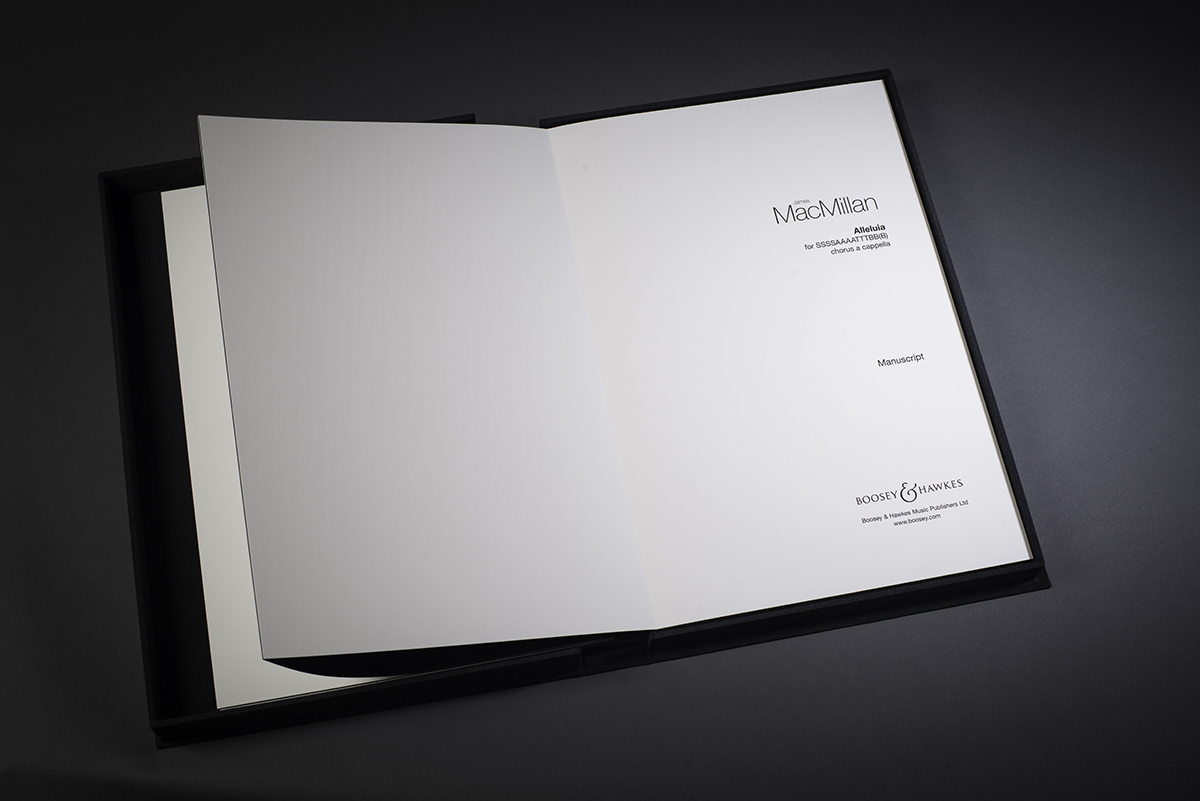 James
MacMillan
Alleluia
for SSSSAAAATTTBB(B)
chorus a cappella
Manuscript
BOOSEY & HAWKES
Boosey & Hawkes Music Publishers Ltd
www.boosey.com